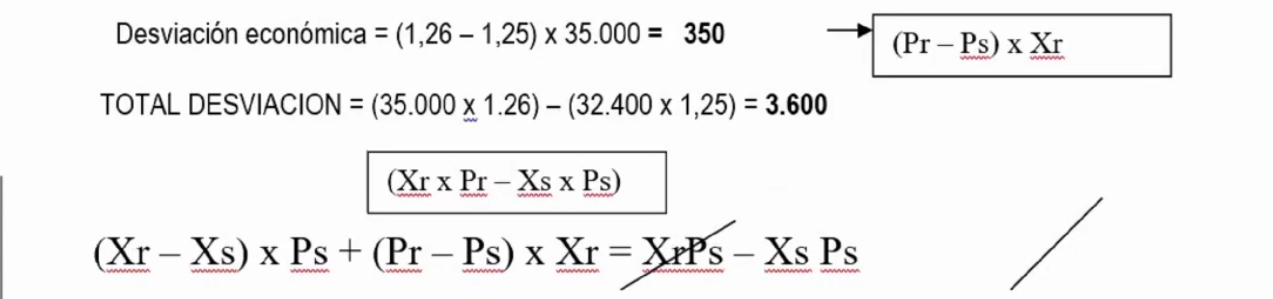 Desviación económica = (1,26 – 1,25) x 35.000 = 350
(Pr – Ps) x Xr
TOTAL DESVIACION = (35.000 x 1.26) – (32.400 x 1,25) = 3.600
(Xr x Pr – Xs x Ps)
(Xr – Xs) x Ps + (Pr – Ps) x Xr = XrPs – Xs Ps